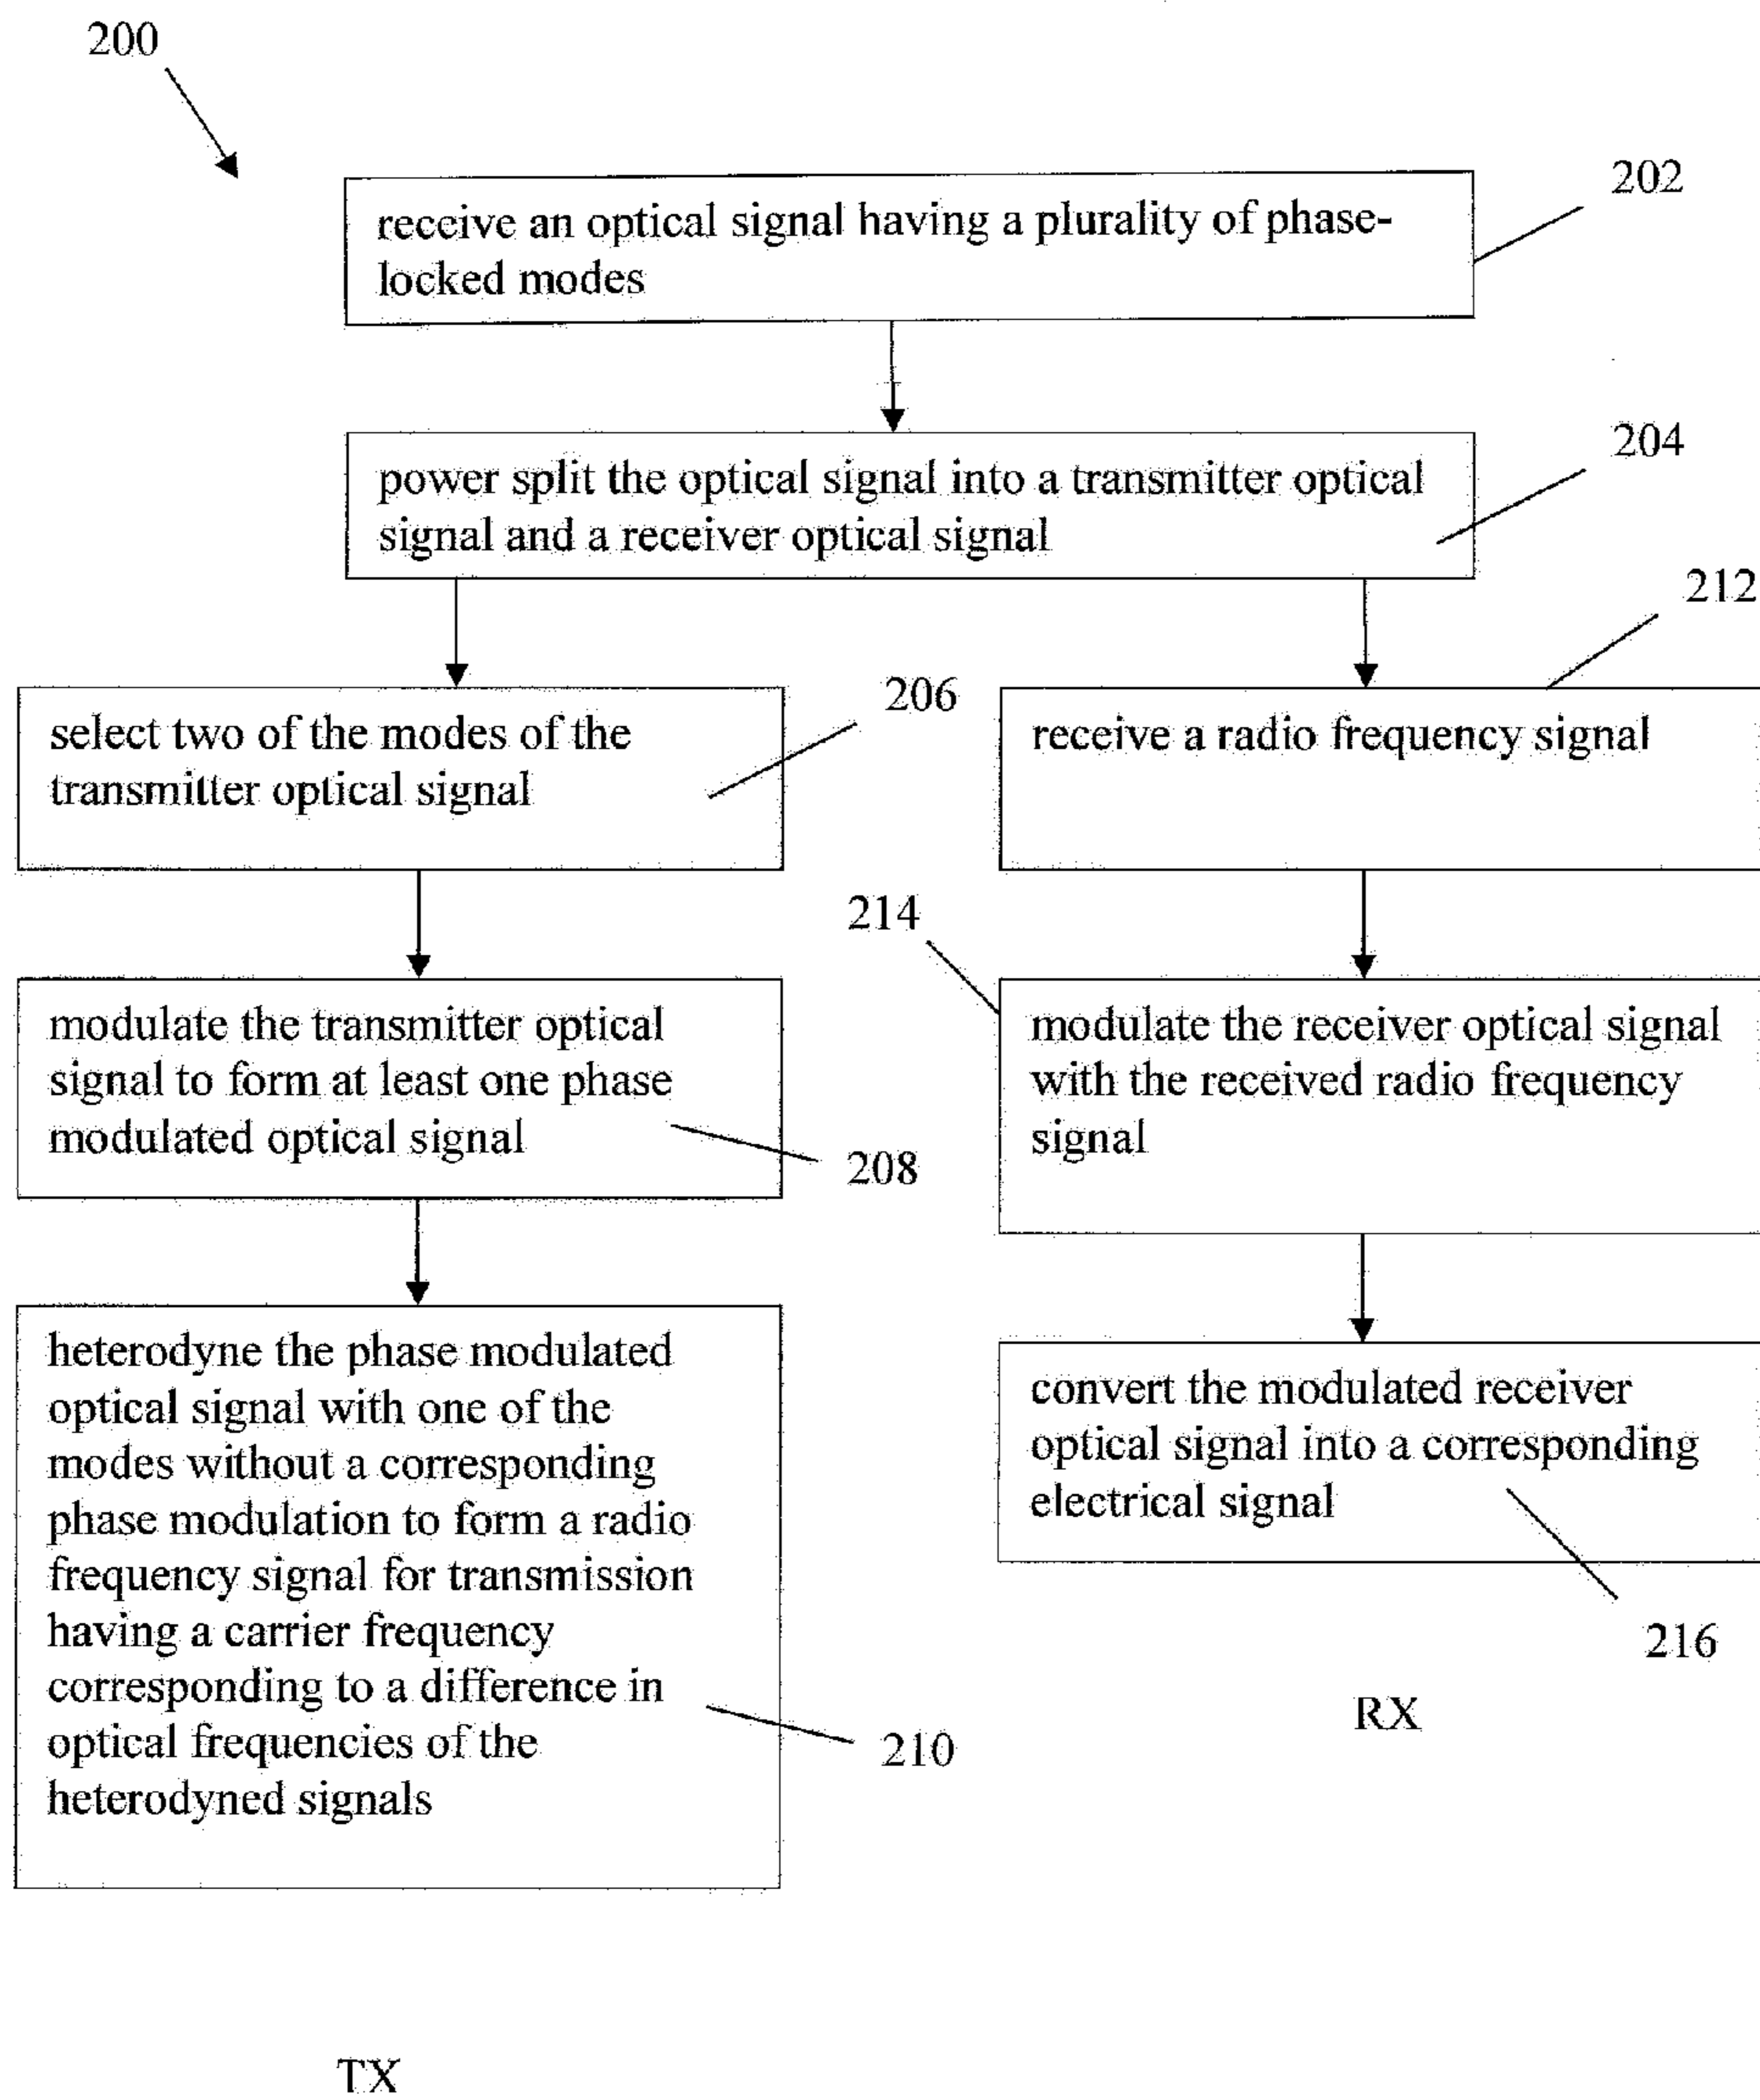 200
202
receive an optical signal having a plurality of phase-
locked modes
204
power split the optical signal into a transmitter optical
signal and a receiver optical signal
206
select two of the modes of the
transmitter optical signal
208
modulate the transmitter optical
signal to form at least one phase
modulated optical signal
210
heterodyne the phase modulated
optical signal with one of the
modes without a corresponding
phase modulation to form a radio
frequency signal for transmission
having a carrier frequency
corresponding to a difference in
optical frequencies of the
heterodyned signals
TX
212
receive a radio frequency signal
214
modulate the receiver optical signal
with the received radio frequency
signal
convert the modulated receiver
optical signal into a corresponding
electrical signal
216
RX